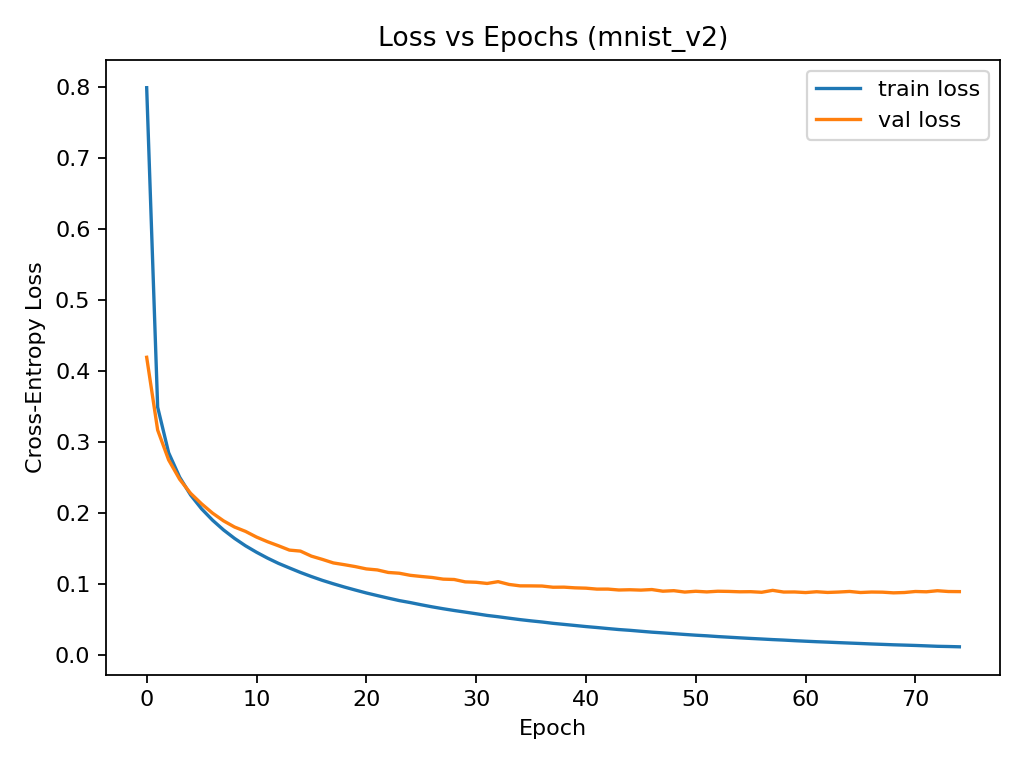 Loss vs Epochs (mnist_v2)
train loss
val loss
Cross-Entropy Loss
0.8
0.7
0.6
0.5
0.4
0.3
0.2
0.1
0.0
0 10 20 30 40 50 60 70
Epoch